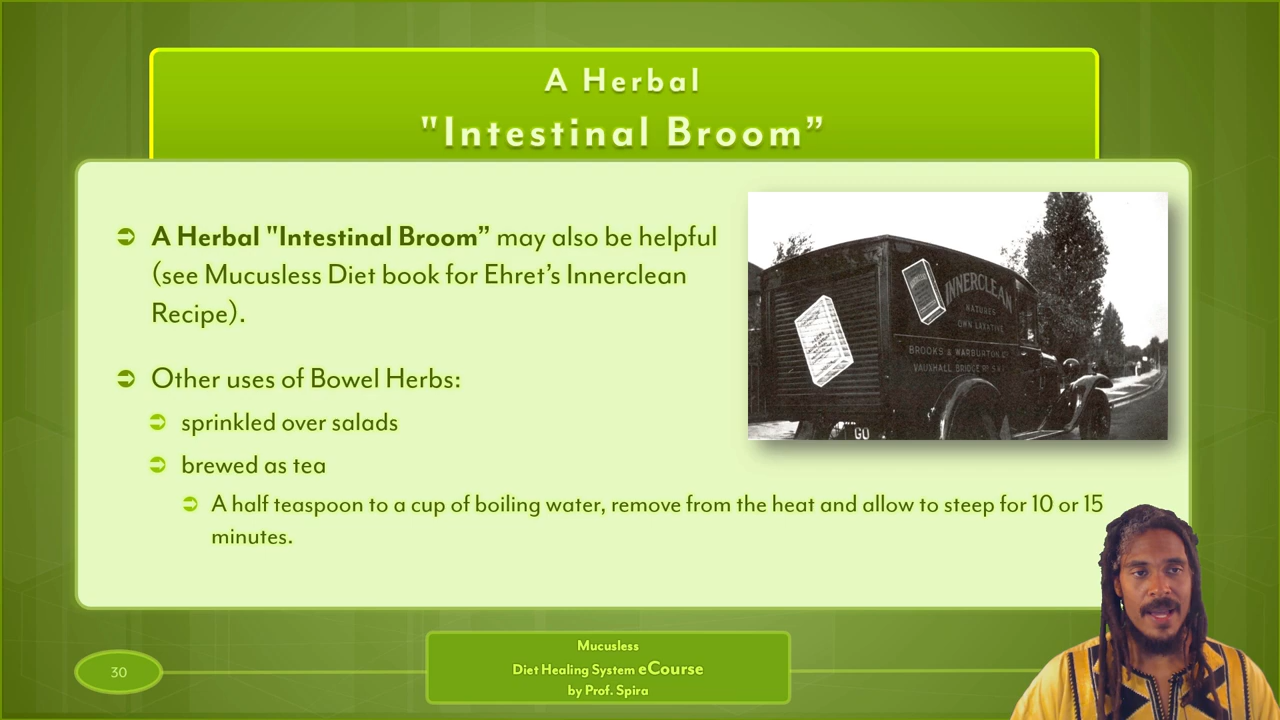 A Herbal
"Intestinal Broom”
A Herbal "Intestinal Broom” may also be helpful
(see Mucusless Diet book for Ehret’s Innerclean
Recipe).
Other uses of Bowel Herbs:
sprinkled over salads
brewed as tea
A half teaspoon to a cup of boiling water, remove from the heat and allow to steep for 10 or 15
minutes.
INNERCLEAN
NATURES
OWN LAXATIVE
BROOKS & WARBURTON
VAUXHALL BRIDGE
GO
30
Mucusless
Diet Healing System eCourse
by Prof. Spira